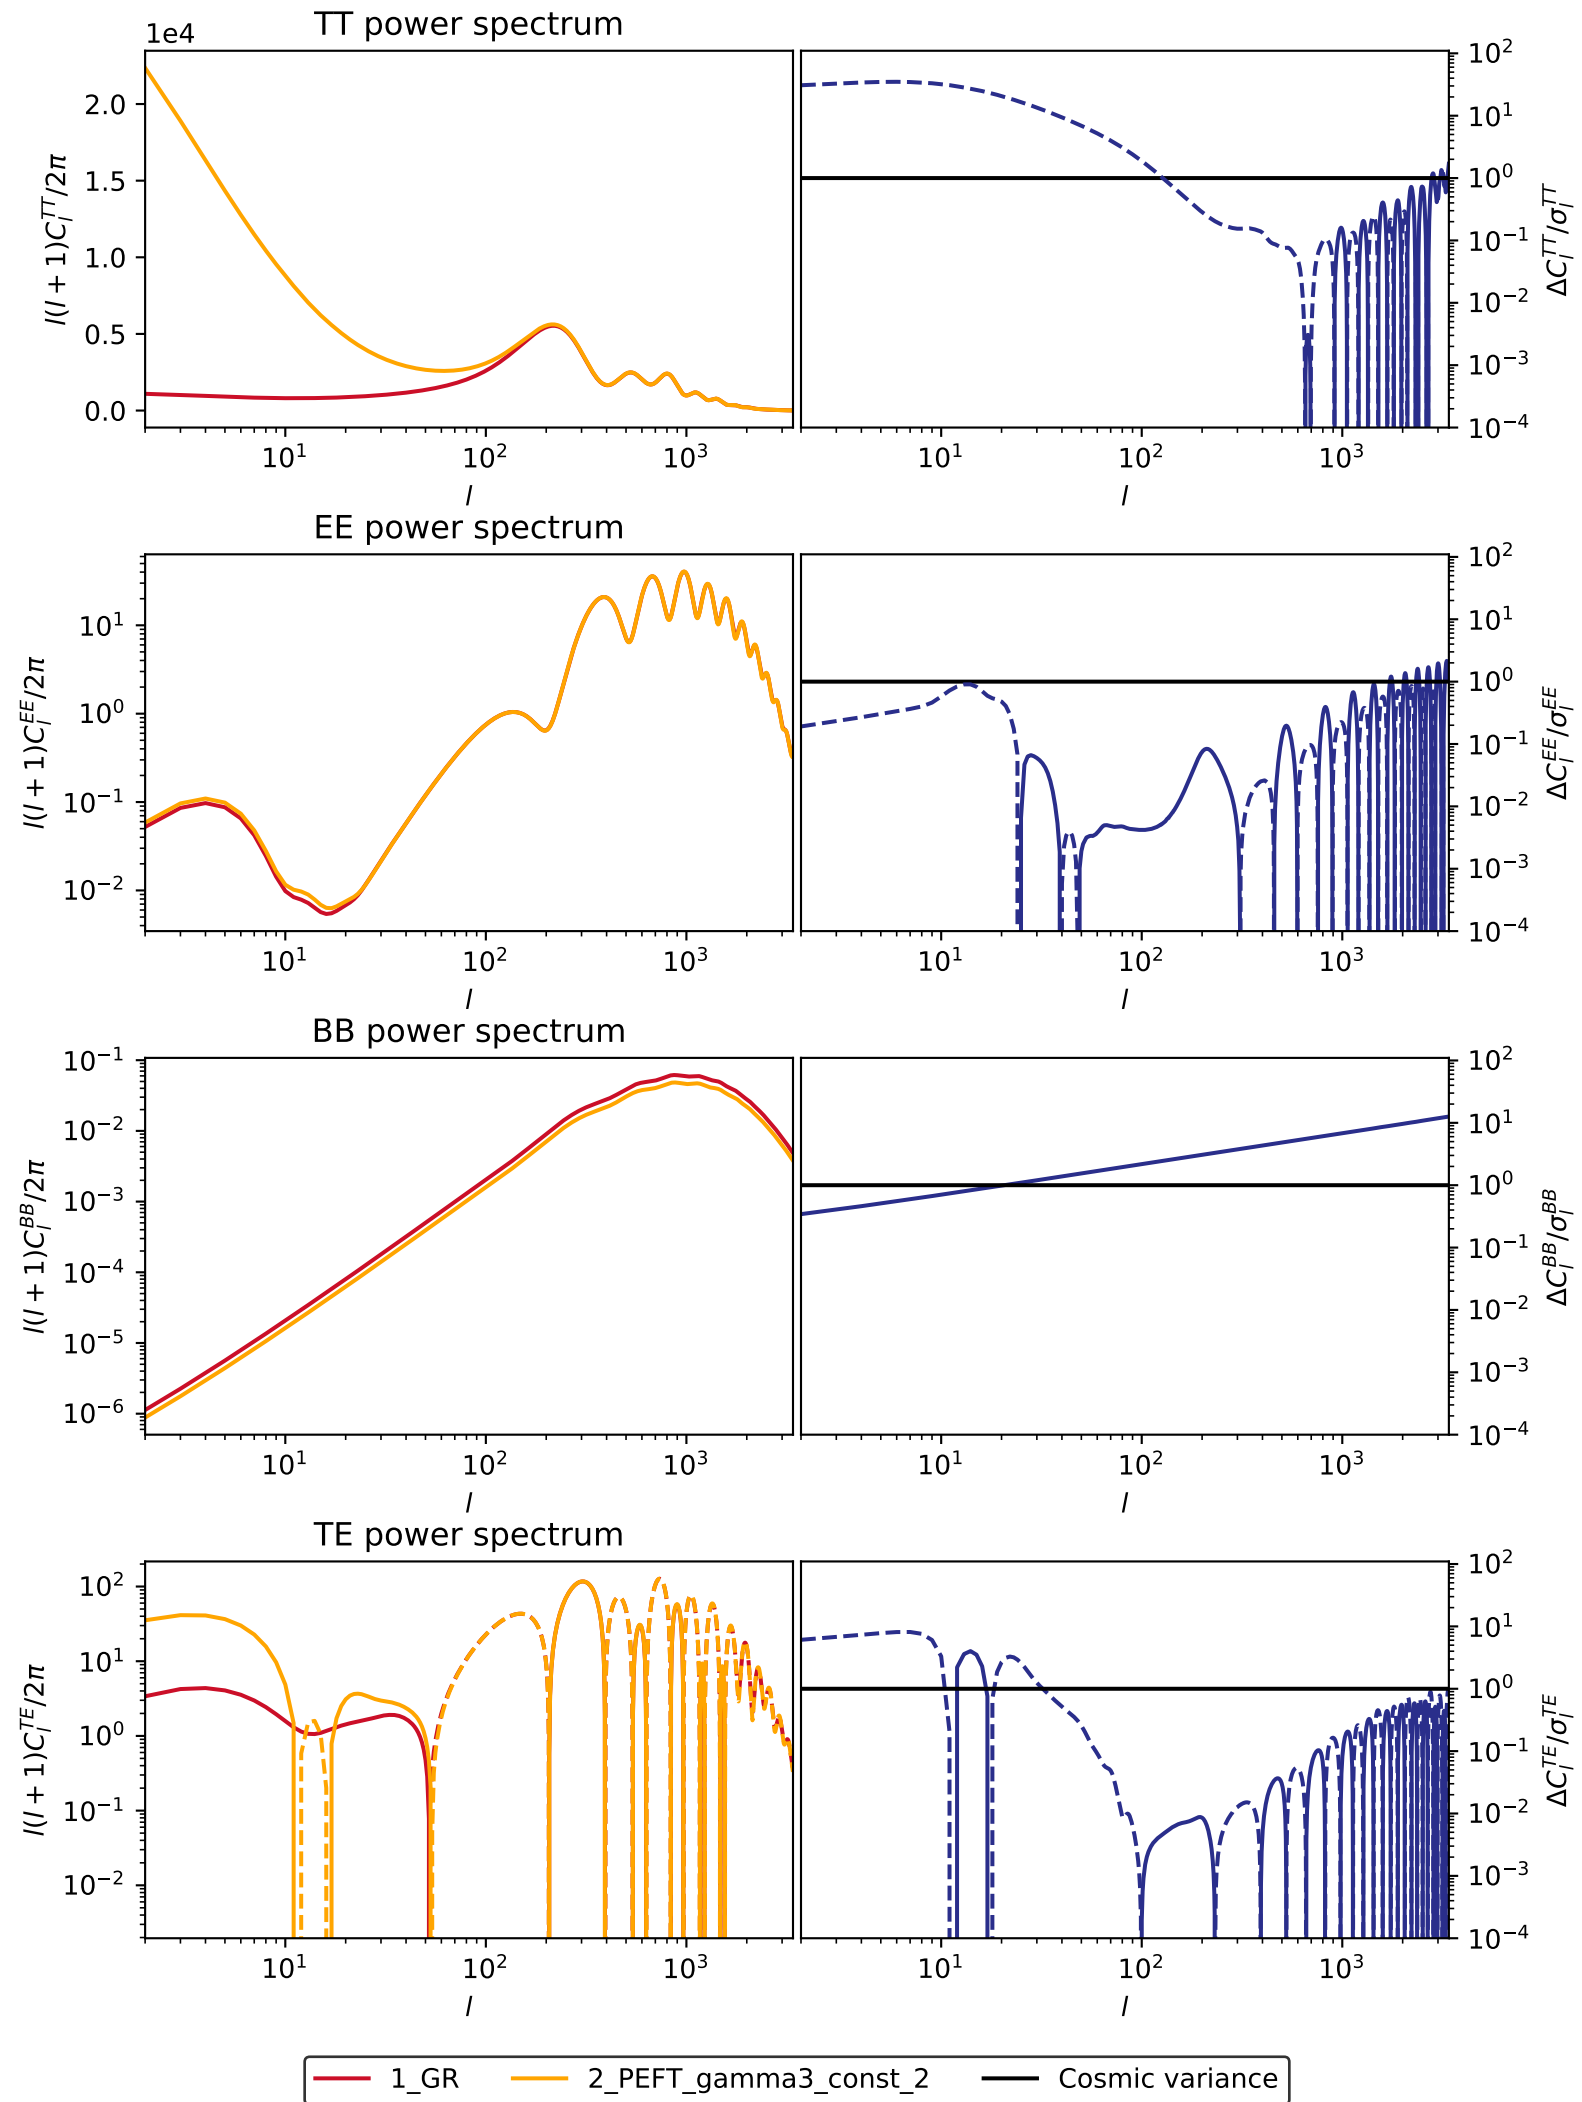 TT power spectrum
1e4
2.0
1.5
1.0
0.5
0.0
l(l + 1)C_l^{TT}/2π
10^1 10^2 10^3
l
10^2
10^1
10^0
10^{-1}
10^{-2}
10^{-3}
10^{-4}
ΔC_l^{TT}/σ_l^{TT}
10^1 10^2 10^3
l
EE power spectrum
10^1
10^0
10^{-1}
10^{-2}
l(l + 1)C_l^{EE}/2π
10^1 10^2 10^3
l
10^2
10^1
10^0
10^{-1}
10^{-2}
10^{-3}
10^{-4}
ΔC_l^{EE}/σ_l^{EE}
10^1 10^2 10^3
l
BB power spectrum
10^{-1}
10^{-2}
10^{-3}
10^{-4}
10^{-5}
10^{-6}
l(l + 1)C_l^{BB}/2π
10^1 10^2 10^3
l
10^2
10^1
10^0
10^{-1}
10^{-2}
10^{-3}
10^{-4}
ΔC_l^{BB}/σ_l^{BB}
10^1 10^2 10^3
l
TE power spectrum
10^2
10^1
10^0
10^{-1}
10^{-2}
l(l + 1)C_l^{TE}/2π
10^1 10^2 10^3
l
10^2
10^1
10^0
10^{-1}
10^{-2}
10^{-3}
10^{-4}
ΔC_l^{TE}/σ_l^{TE}
10^1 10^2 10^3
l
1_GR 2_PEFT_gamma3_const_2 Cosmic variance